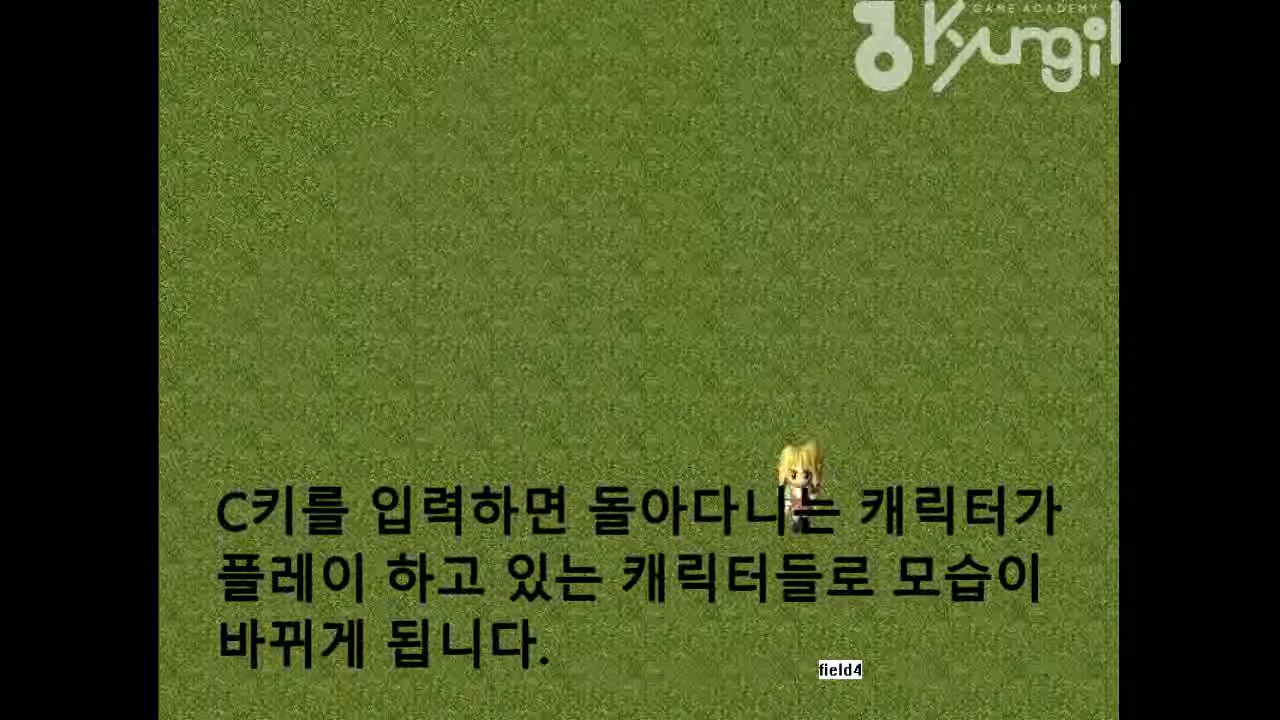 GAME ACADEMY
Kyungil
C키를 입력하면 돌아다니는 캐릭터가
플레이 하고 있는 캐릭터들로 모습이
바뀌게 됩니다.
field4